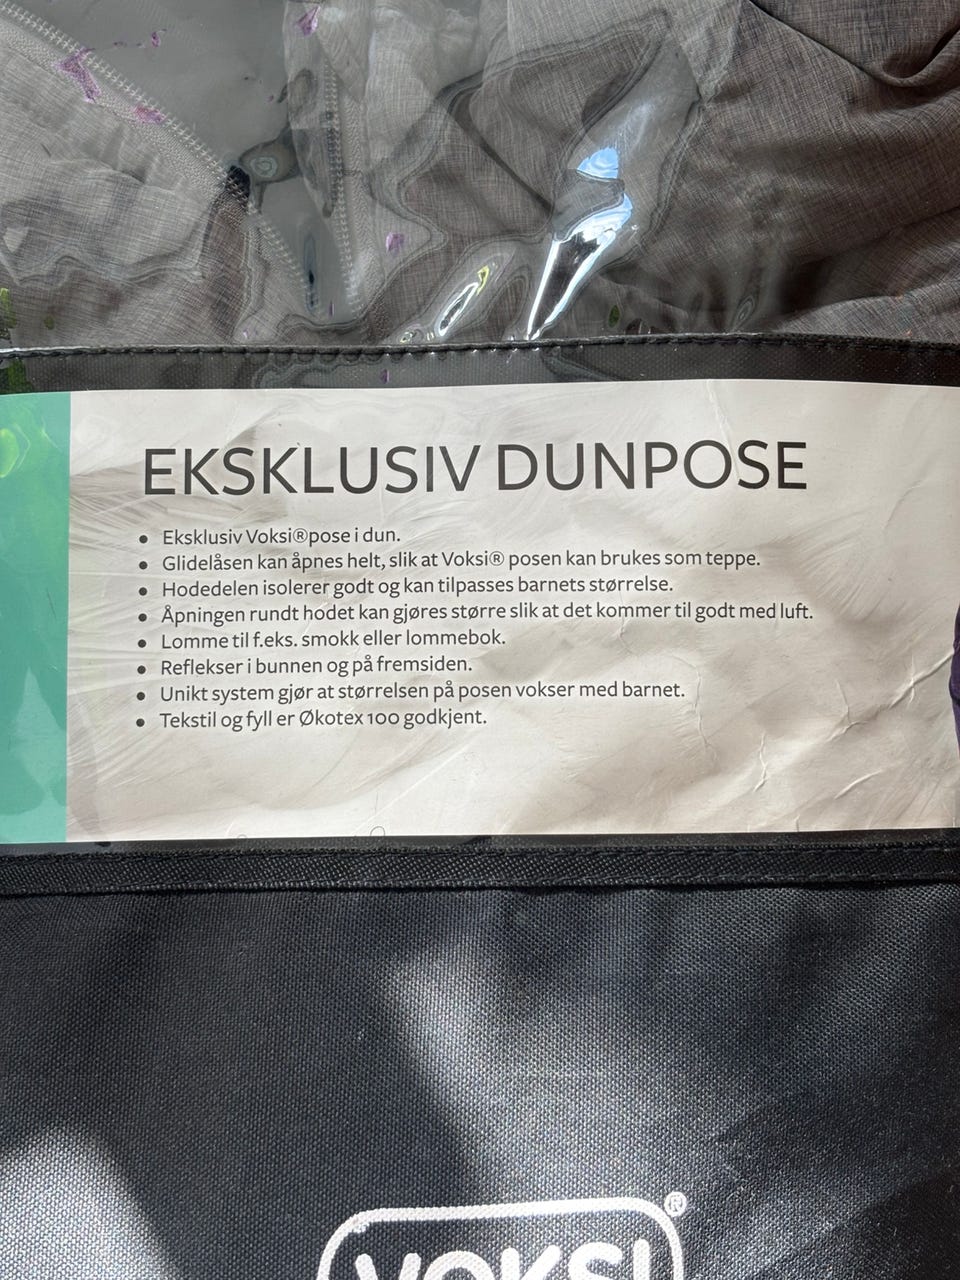 EKSKLUSIV DUNPOSE
• Eksklusiv Voksi®pose i dun.
• Glidelåsen kan åpnes helt, slik at Voksi® posen kan brukes som teppe.
• Hodedelen isolerer godt og kan tilpasses barnets størrelse.
• Åpningen rundt hodet kan gjøres større slik at det kommer til godt med luft.
• Lomme til f.eks. smokk eller lommebok.
• Reflekser i bunnen og på fremsiden.
• Unikt system gjør at størrelsen på posen vokser med barnet.
• Tekstil og fyll er Økotex 100 godkjent.
VOKSI®